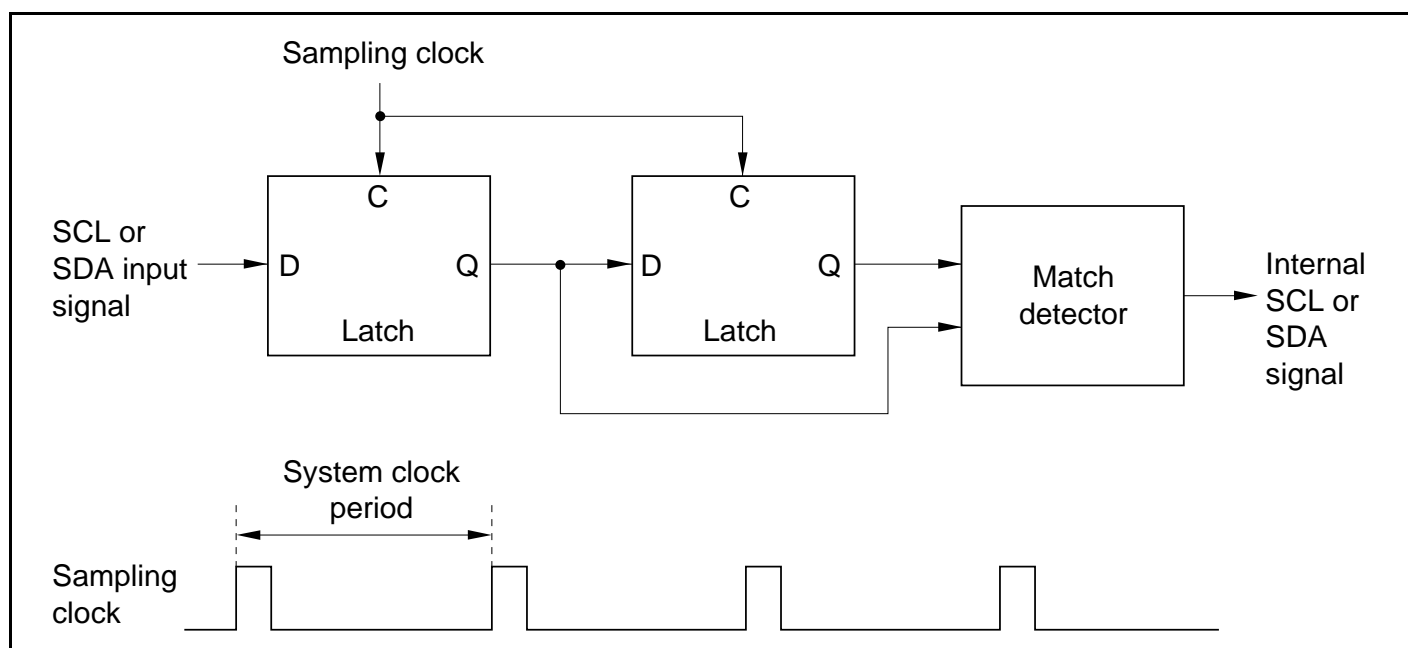 Sampling clock
C
C
SCL or
SDA input
signal
D
Q
D
Q
Latch
Latch
Match
detector
Internal
SCL or
SDA
signal
System clock
period
Sampling
clock